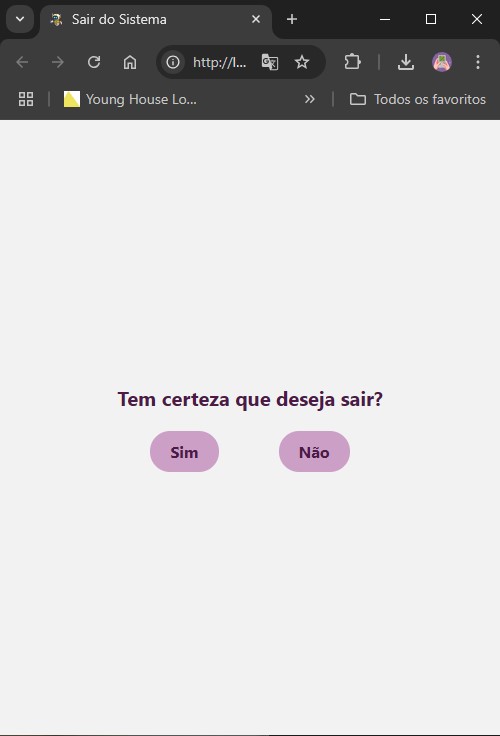 Sair do Sistema
http://l...
Young House Lo...
Todos os favoritos
Tem certeza que deseja sair?
Sim
Não